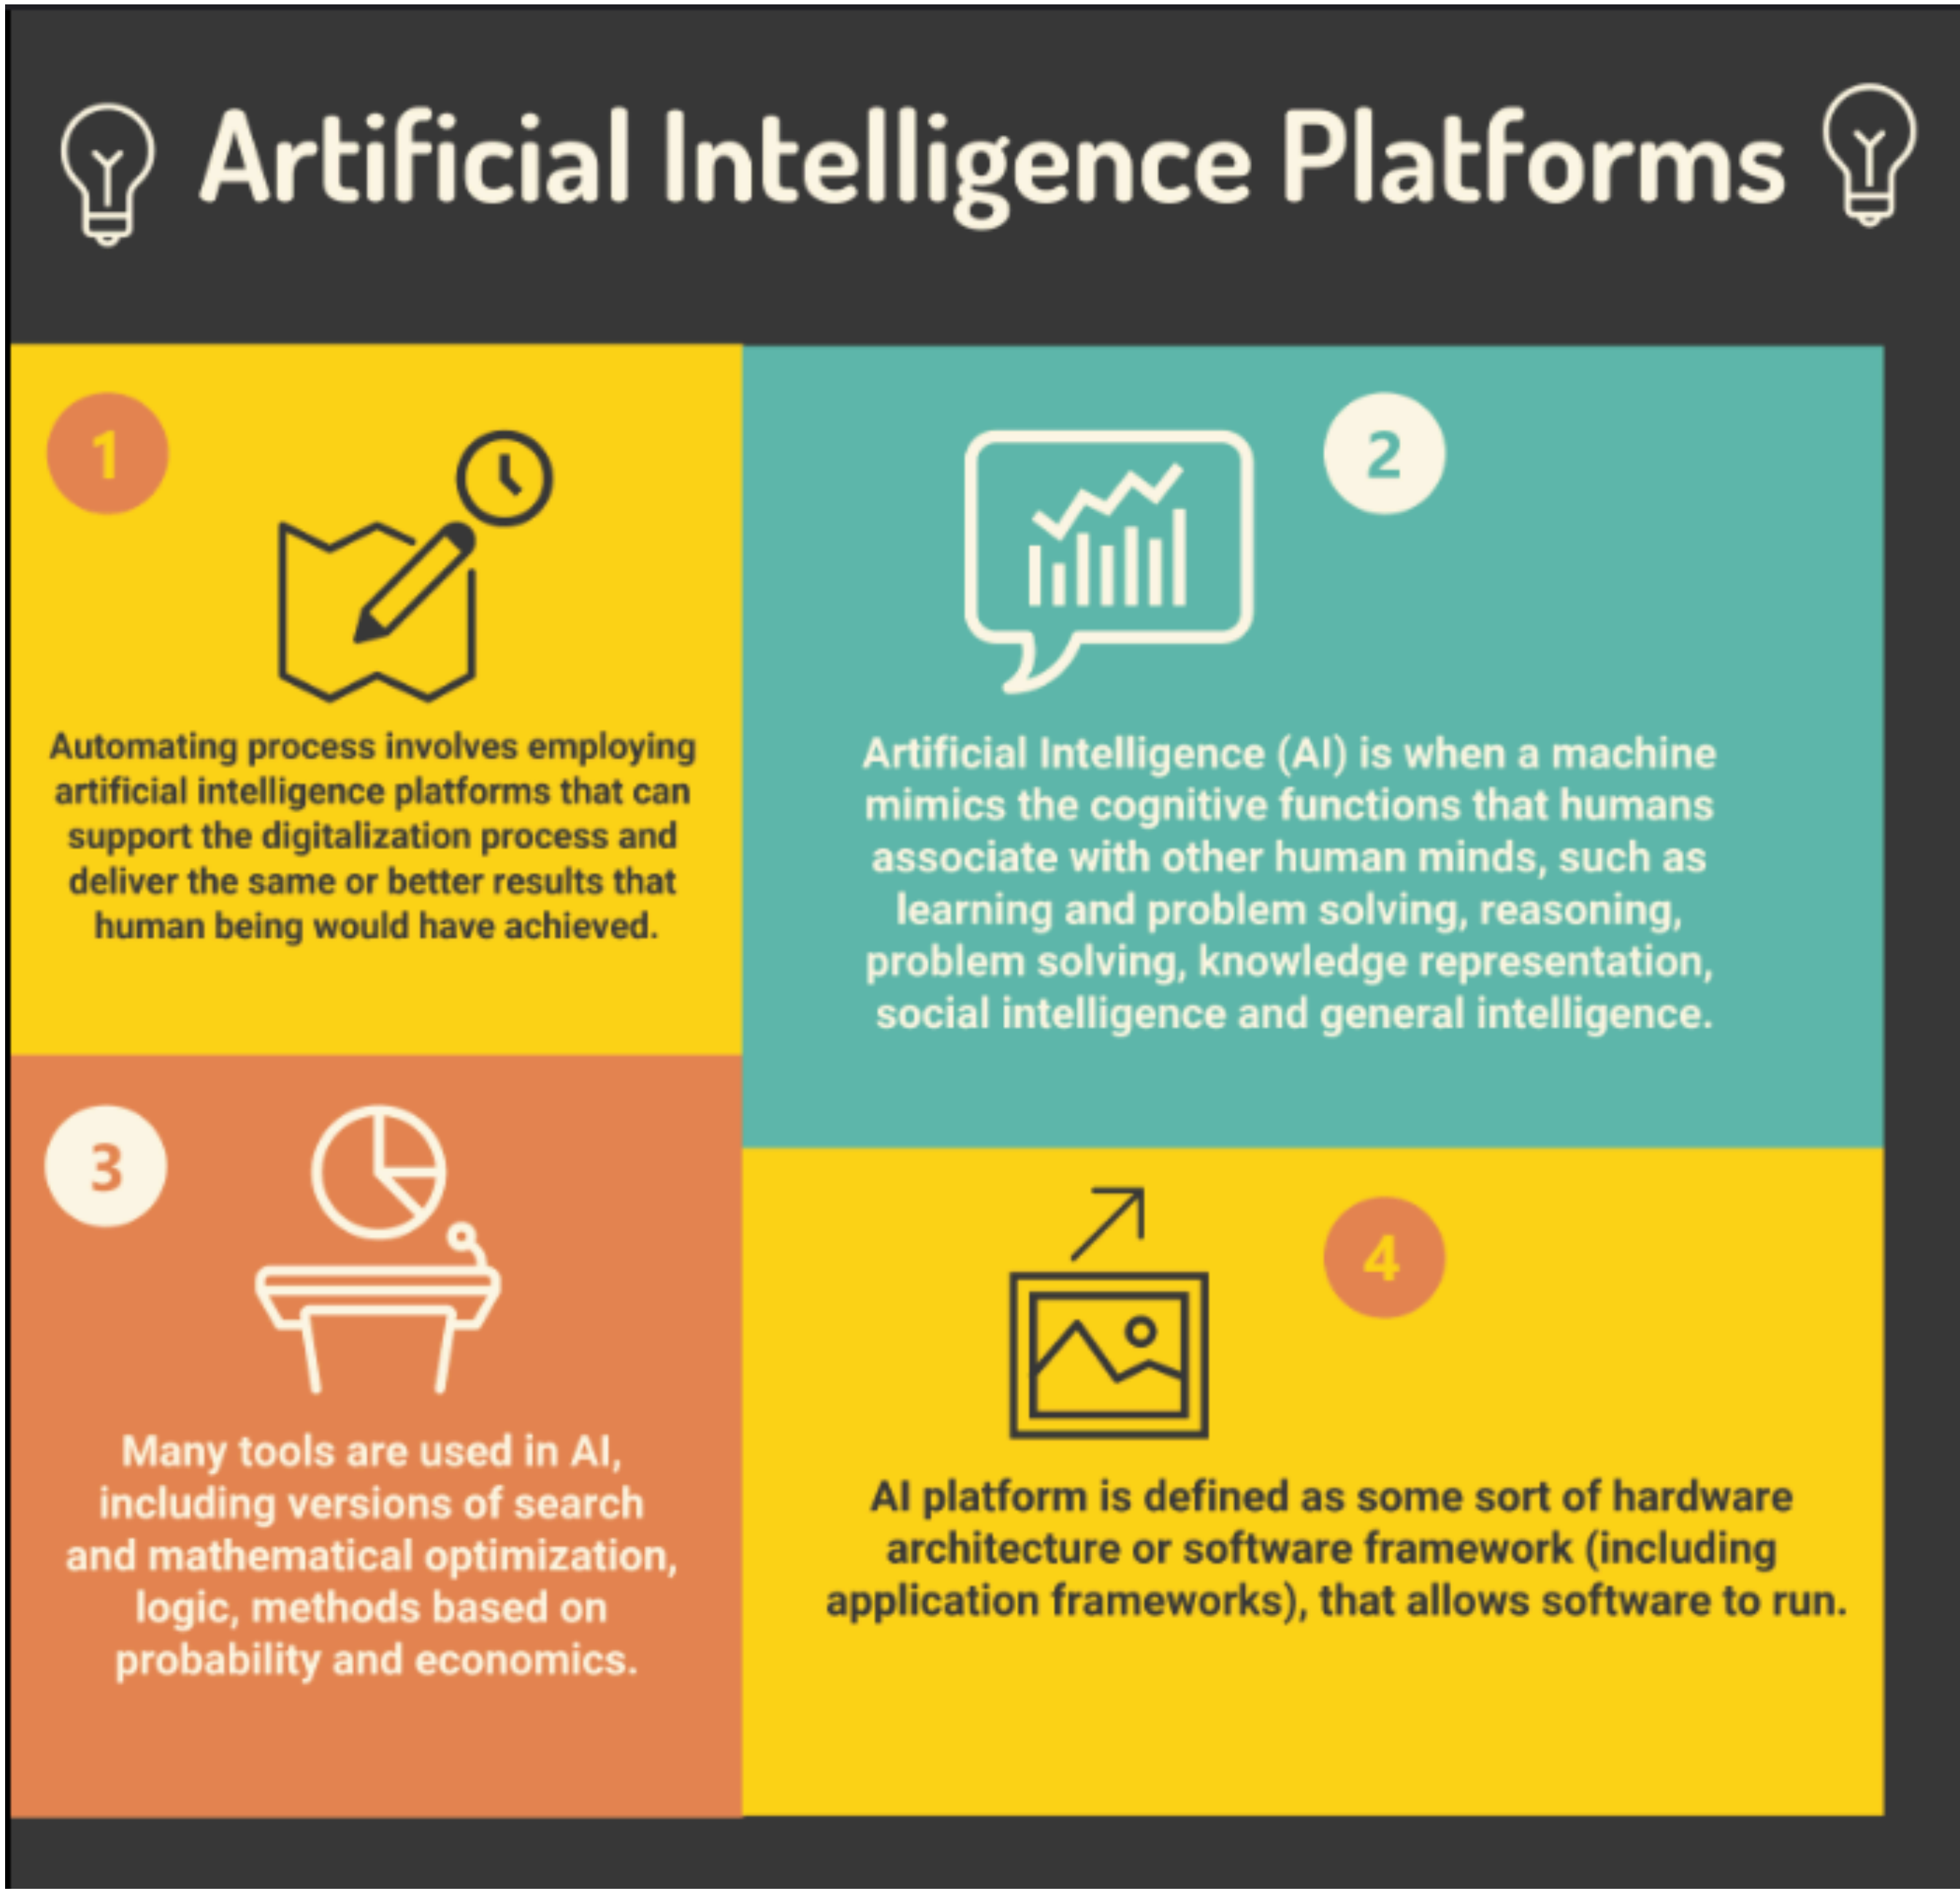 Artificial Intelligence Platforms
1
Automating process involves employing
artificial intelligence platforms that can
support the digitalization process and
deliver the same or better results that
human being would have achieved.
2
Artificial Intelligence (AI) is when a machine
mimics the cognitive functions that humans
associate with other human minds, such as
learning and problem solving, reasoning,
problem solving, knowledge representation,
social intelligence and general intelligence.
3
Many tools are used in AI,
including versions of search
and mathematical optimization,
logic, methods based on
probability and economics.
4
AI platform is defined as some sort of hardware
architecture or software framework (including
application frameworks), that allows software to run.